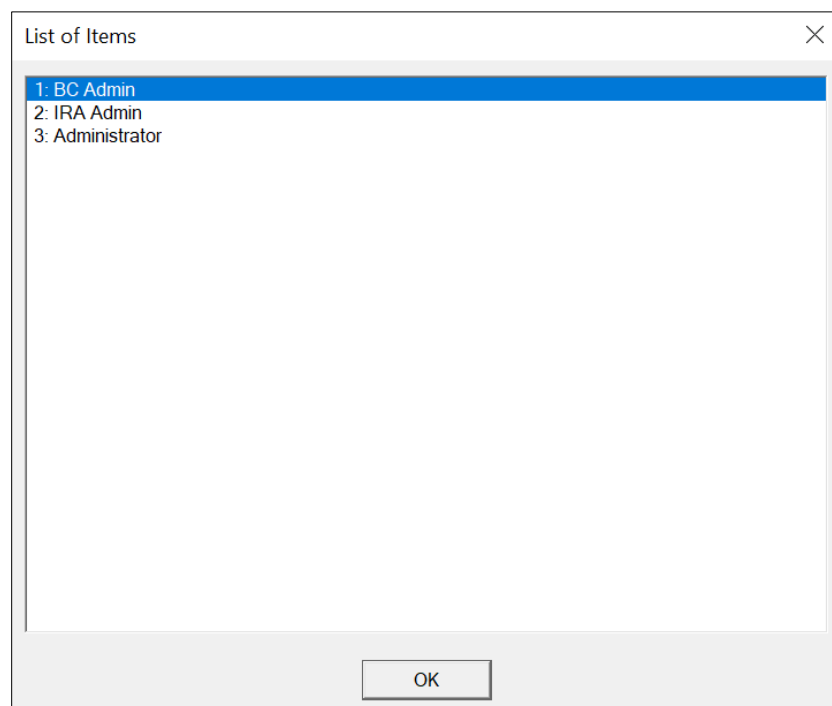 List of Items
1: BC Admin
2: IRA Admin
3: Administrator
OK